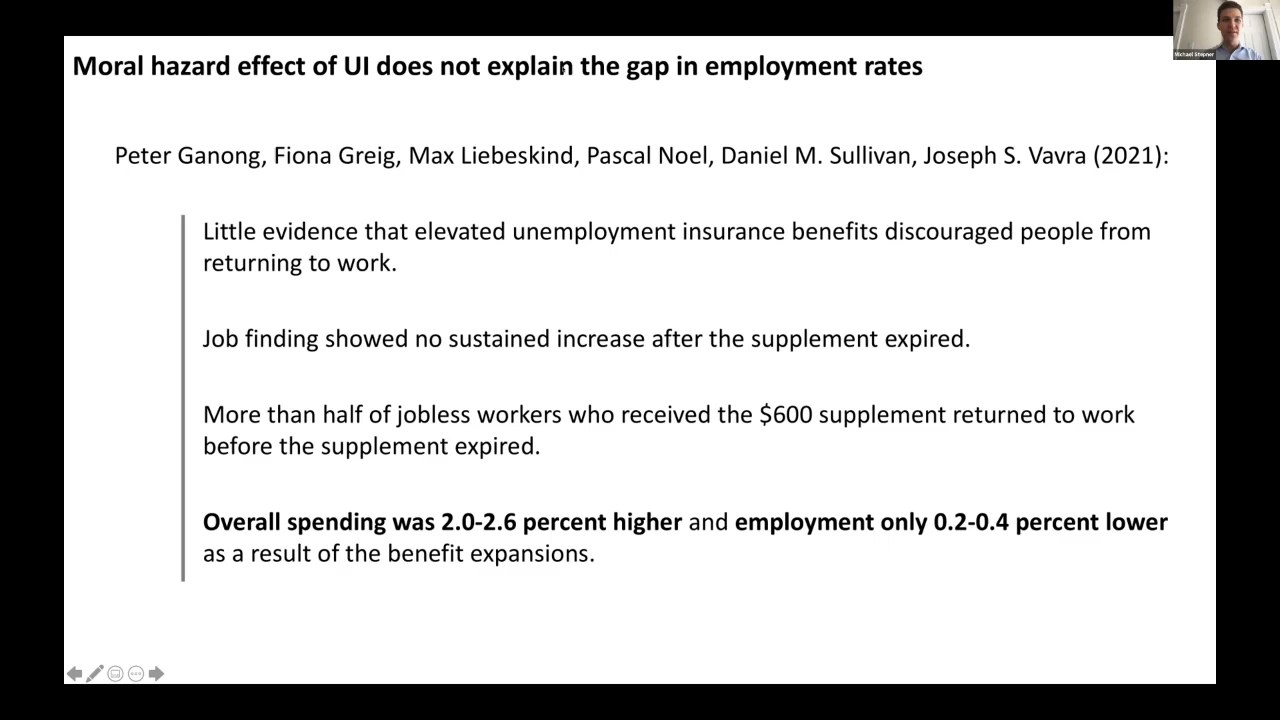 Michael Stepner
Moral hazard effect of UI does not explain the gap in employment rates
Peter Ganong, Fiona Greig, Max Liebeskind, Pascal Noel, Daniel M. Sullivan, Joseph S. Vavra (2021):
Little evidence that elevated unemployment insurance benefits discouraged people from
returning to work.
Job finding showed no sustained increase after the supplement expired.
More than half of jobless workers who received the $600 supplement returned to work
before the supplement expired.
Overall spending was 2.0-2.6 percent higher and employment only 0.2-0.4 percent lower
as a result of the benefit expansions.